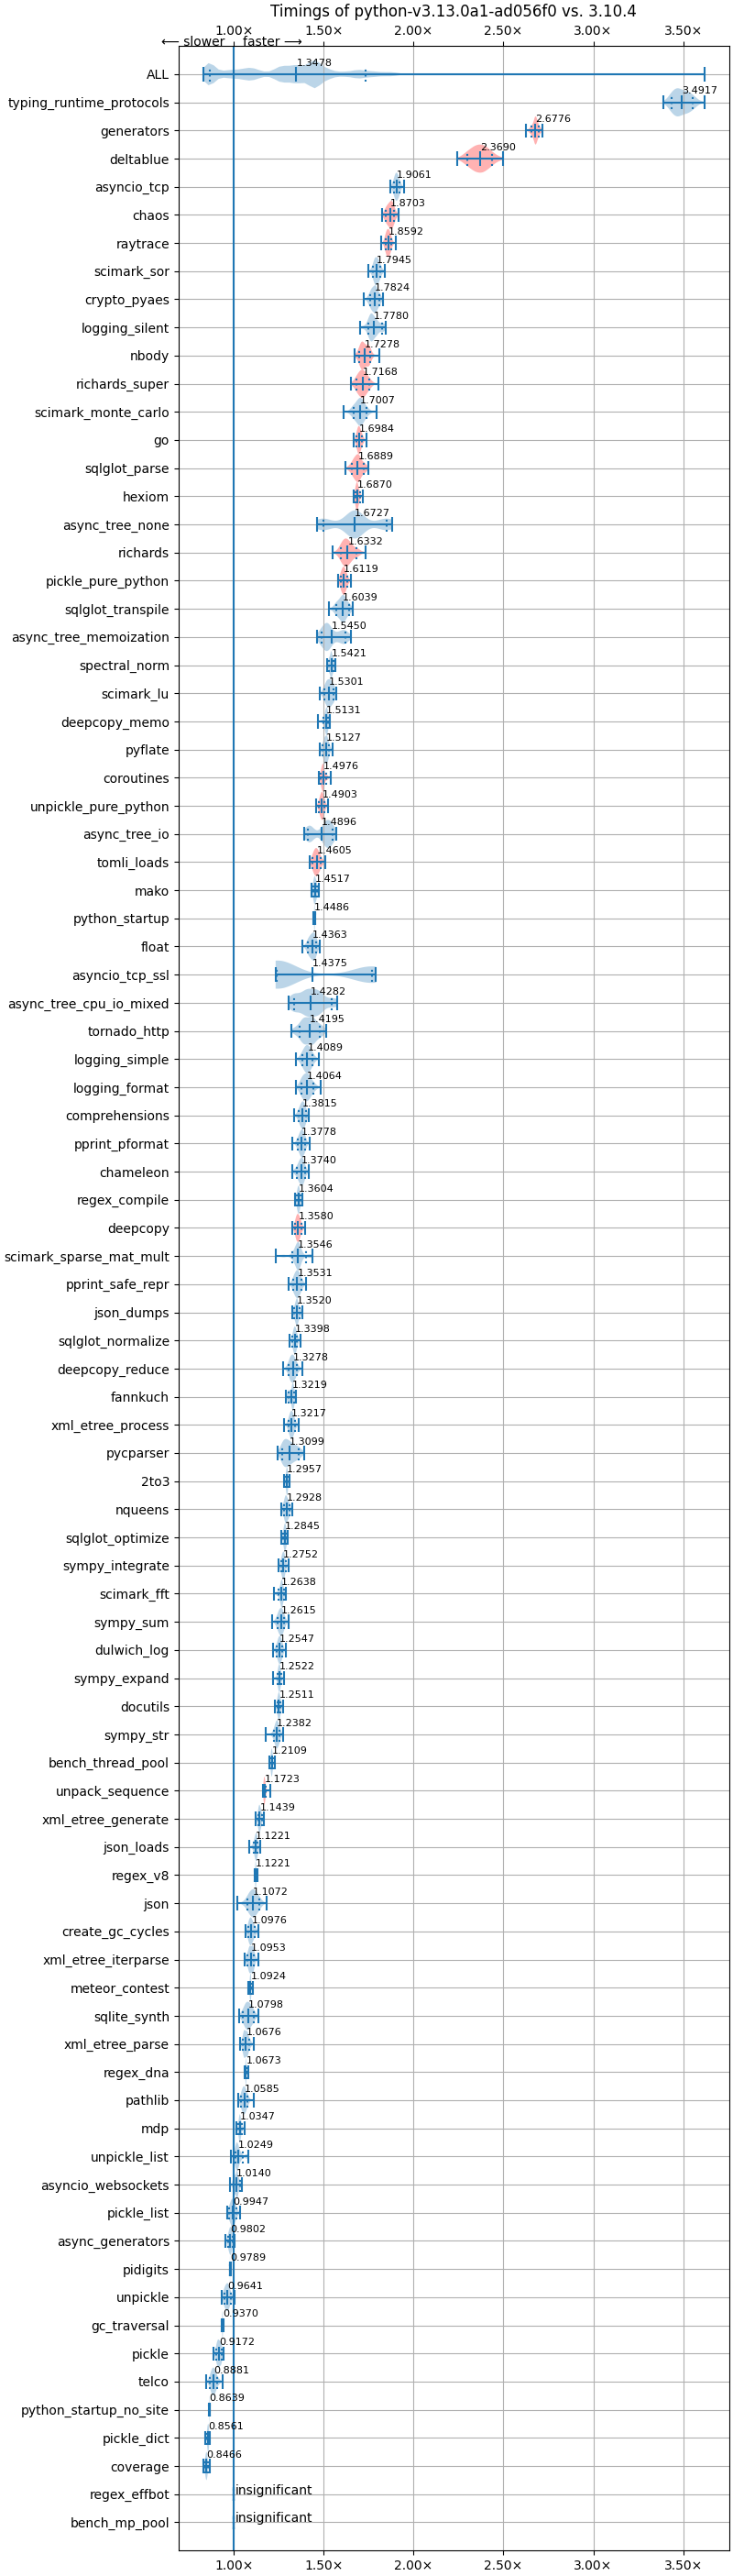 Timings of python-v3.13.0a1-ad056f0 vs. 3.10.4
1.00× 1.50× 2.00× 2.50× 3.00× 3.50×
⟵ slower faster ⟶
ALL 1.3478
typing_runtime_protocols 3.4917
generators 2.6776
deltablue 2.3690
asyncio_tcp 1.9061
chaos 1.8703
raytrace 1.8592
scimark_sor 1.7945
crypto_pyaes 1.7824
logging_silent 1.7780
nbody 1.7278
richards_super 1.7168
scimark_monte_carlo 1.7007
go 1.6984
sqlglot_parse 1.6889
hexiom 1.6870
async_tree_none 1.6727
richards 1.6332
pickle_pure_python 1.6119
sqlglot_transpile 1.6039
async_tree_memoization 1.5450
spectral_norm 1.5421
scimark_lu 1.5301
deepcopy_memo 1.5131
pyflate 1.5127
coroutines 1.4976
unpickle_pure_python 1.4903
async_tree_io 1.4896
tomli_loads 1.4605
mako 1.4517
python_startup 1.4486
float 1.4363
asyncio_tcp_ssl 1.4375
async_tree_cpu_io_mixed 1.4282
tornado_http 1.4195
logging_simple 1.4089
logging_format 1.4064
comprehensions 1.3815
pprint_pformat 1.3778
chameleon 1.3740
regex_compile 1.3604
deepcopy 1.3580
scimark_sparse_mat_mult 1.3546
pprint_safe_repr 1.3531
json_dumps 1.3520
sqlglot_normalize 1.3398
deepcopy_reduce 1.3278
fannkuch 1.3219
xml_etree_process 1.3217
pycparser 1.3099
2to3 1.2957
nqueens 1.2928
sqlglot_optimize 1.2845
sympy_integrate 1.2752
scimark_fft 1.2638
sympy_sum 1.2615
dulwich_log 1.2547
sympy_expand 1.2522
docutils 1.2511
sympy_str 1.2382
bench_thread_pool 1.2109
unpack_sequence 1.1723
xml_etree_generate 1.1439
json_loads 1.1221
regex_v8 1.1221
json 1.1072
create_gc_cycles 1.0976
xml_etree_iterparse 1.0953
meteor_contest 1.0924
sqlite_synth 1.0798
xml_etree_parse 1.0676
regex_dna 1.0673
pathlib 1.0585
mdp 1.0347
unpickle_list 1.0249
asyncio_websockets 1.0140
pickle_list 0.9947
async_generators 0.9802
pidigits 0.9789
unpickle 0.9641
gc_traversal 0.9370
pickle 0.9172
telco 0.8881
python_startup_no_site 0.8639
pickle_dict 0.8561
coverage 0.8466
regex_effbot insignificant
bench_mp_pool insignificant
1.00× 1.50× 2.00× 2.50× 3.00× 3.50×